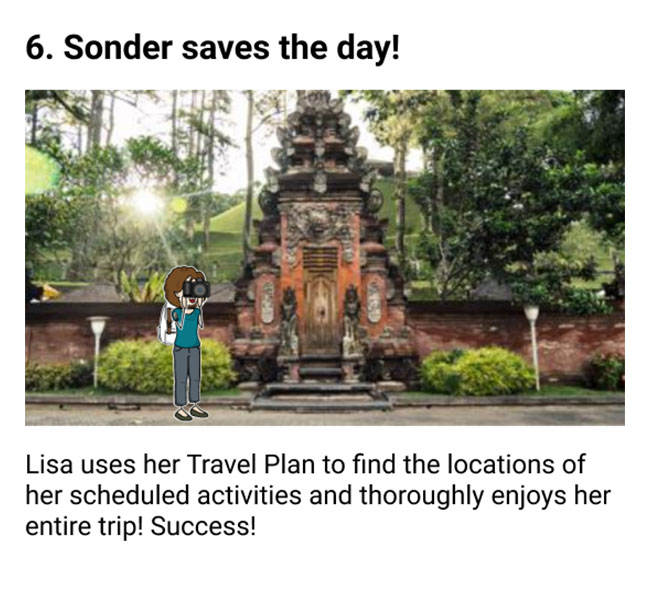 6. Sonder saves the day!
Lisa uses her Travel Plan to find the locations of
her scheduled activities and thoroughly enjoys her
entire trip! Success!